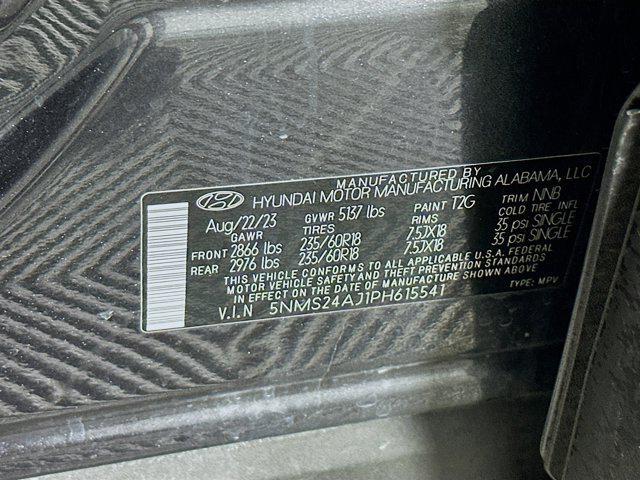 MANUFACTURED BY
HYUNDAI MOTOR MANUFACTURING ALABAMA, LLC
Aug/22/23 GVWR 5137 lbs PAINT T2G TRIM NNB
GAWR TIRES RIMS COLD TIRE INFL
FRONT 2866 lbs 235/60R18 7.5JX18 35 psi SINGLE
REAR 2976 lbs 235/60R18 7.5JX18 35 psi SINGLE
THIS VEHICLE CONFORMS TO ALL APPLICABLE U.S.A. FEDERAL
MOTOR VEHICLE SAFETY AND THEFT PREVENTION STANDARDS
IN EFFECT ON THE DATE OF MANUFACTURE SHOWN ABOVE.
V.I.N 5NMS24AJ1PH615541 TYPE: MPV